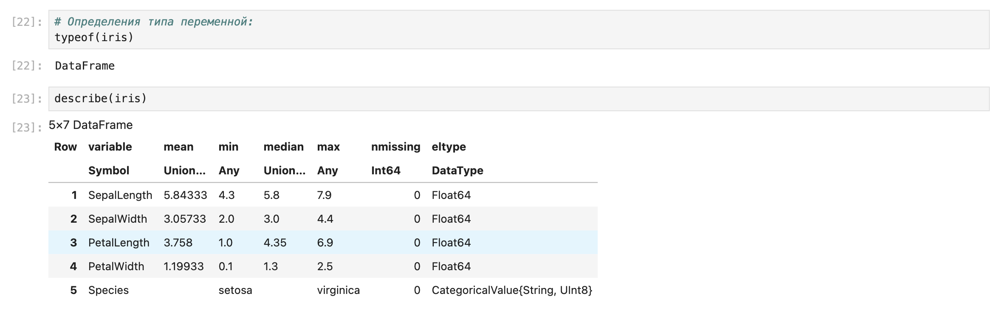 [22]: # Определения типа переменной:
typeof(iris)
[22]: DataFrame
[23]: describe(iris)
[23]: 5×7 DataFrame
Row variable mean min median max nmissing eltype
Symbol Union... Any Union... Any Int64 DataType
1 SepalLength 5.84333 4.3 5.8 7.9 0 Float64
2 SepalWidth 3.05733 2.0 3.0 4.4 0 Float64
3 PetalLength 3.758 1.0 4.35 6.9 0 Float64
4 PetalWidth 1.19933 0.1 1.3 2.5 0 Float64
5 Species setosa virginica 0 CategoricalValue{String, UInt8}